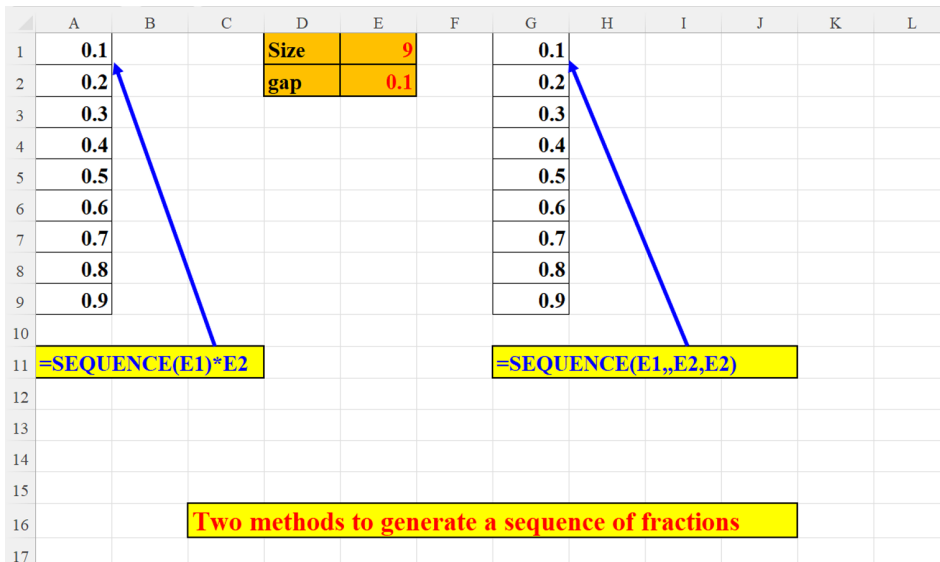 A B C D E F G H I J K L
1 0.1 Size 9 0.1
2 0.2 gap 0.1 0.2
3 0.3 0.3
4 0.4 0.4
5 0.5 0.5
6 0.6 0.6
7 0.7 0.7
8 0.8 0.8
9 0.9 0.9
10
11 =SEQUENCE(E1)*E2 =SEQUENCE(E1,,E2,E2)
12
13
14
15
16 Two methods to generate a sequence of fractions
17